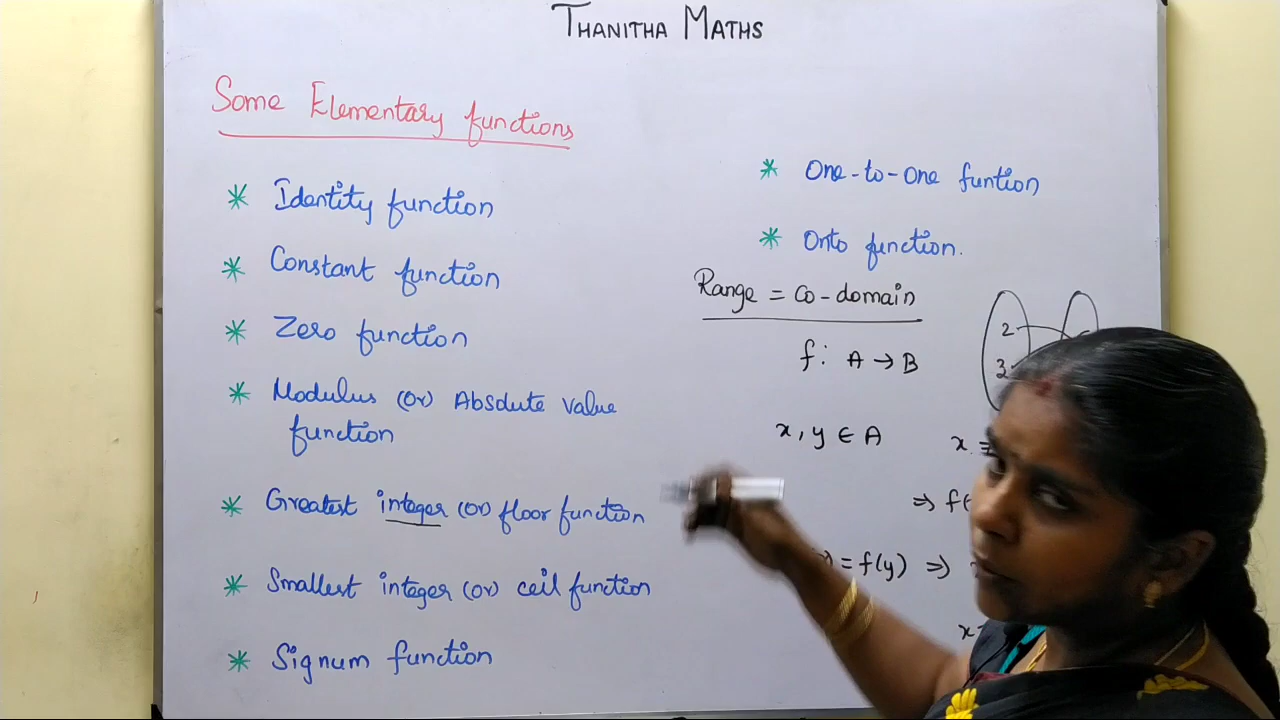 THANITHA MATHS
Some Elementary functions
* Identity function
* Constant function
* Zero function
* Modulus (or) Absolute value
function
* Greatest integer (or) floor function
* Smallest integer (or) ceil function
* Signum function
* One-to-One funtion
* Onto function.
Range = Co-domain
f: A → B
2
3
x, y ∈ A
x =
⇒ f(
= f(y) ⇒
x